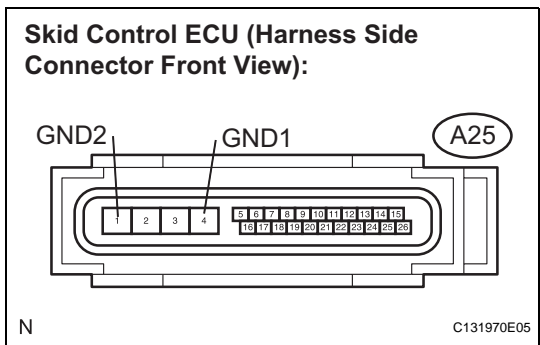 Skid Control ECU (Harness Side
Connector Front View):
GND2 GND1 A25
1 2 3 4 5 6 7 8 9 10 11 12 13 14 15
16 17 18 19 20 21 22 23 24 25 26
N C131970E05